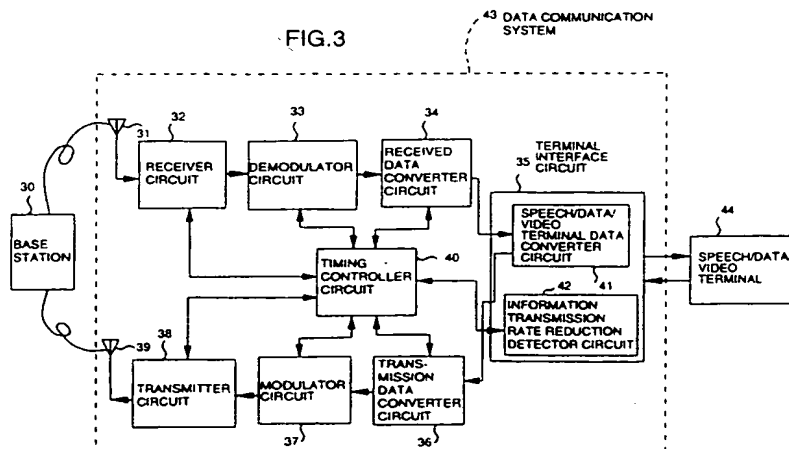 FIG.3
43 DATA COMMUNICATION
SYSTEM
31
32
RECEIVER
CIRCUIT
33
DEMODULATOR
CIRCUIT
34
RECEIVED
DATA
CONVERTER
CIRCUIT
TERMINAL
INTERFACE
CIRCUIT
35
SPEECH/DATA/
VIDEO
TERMINAL DATA
CONVERTER
CIRCUIT
41
30
BASE
STATION
TIMING
CONTROLLER
CIRCUIT
40
44
SPEECH/DATA/
VIDEO
TERMINAL
42
INFORMATION
TRANSMISSION
RATE REDUCTION
DETECTOR CIRCUIT
39
38
TRANSMITTER
CIRCUIT
MODULATOR
CIRCUIT
37
TRANS-
MISSION
DATA
CONVERTER
CIRCUIT
36